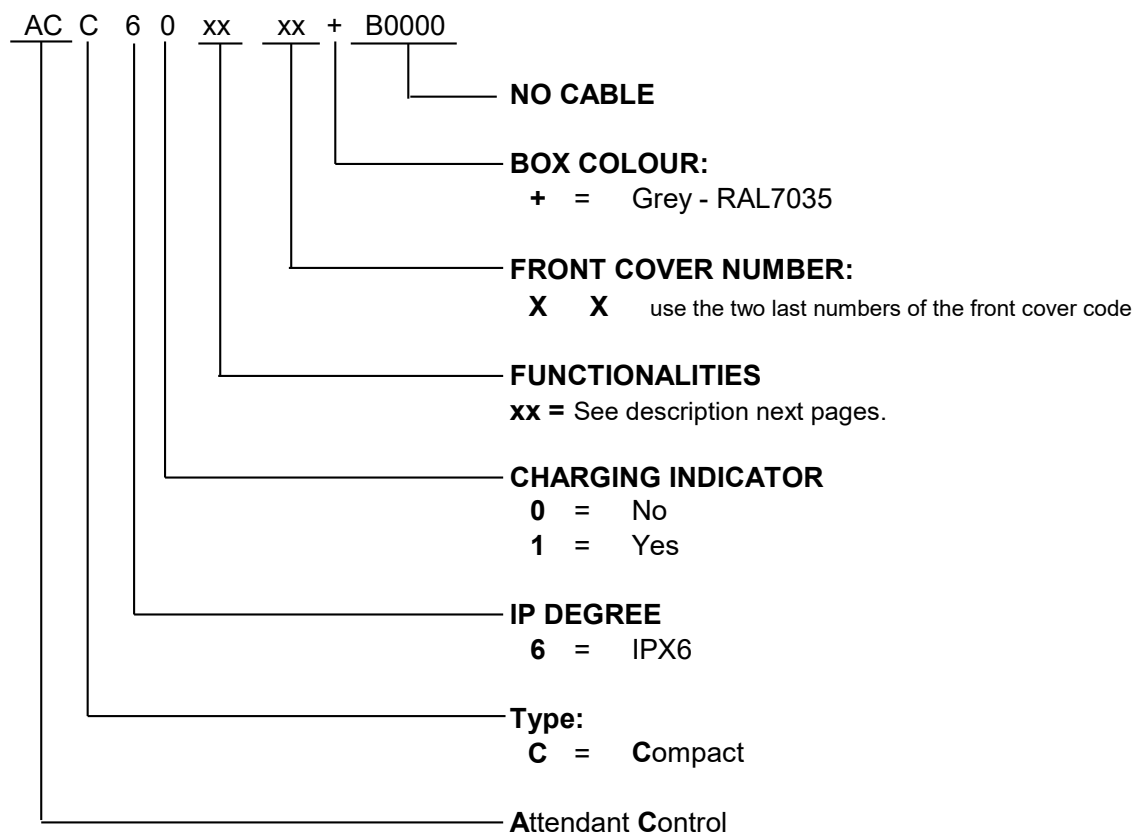 AC C 6 0 xx xx + B0000
NO CABLE
BOX COLOUR:
+ = Grey - RAL7035
FRONT COVER NUMBER:
X X use the two last numbers of the front cover code
FUNCTIONALITIES
xx = See description next pages.
CHARGING INDICATOR
0 = No
1 = Yes
IP DEGREE
6 = IPX6
Type:
C = Compact
Attendant Control